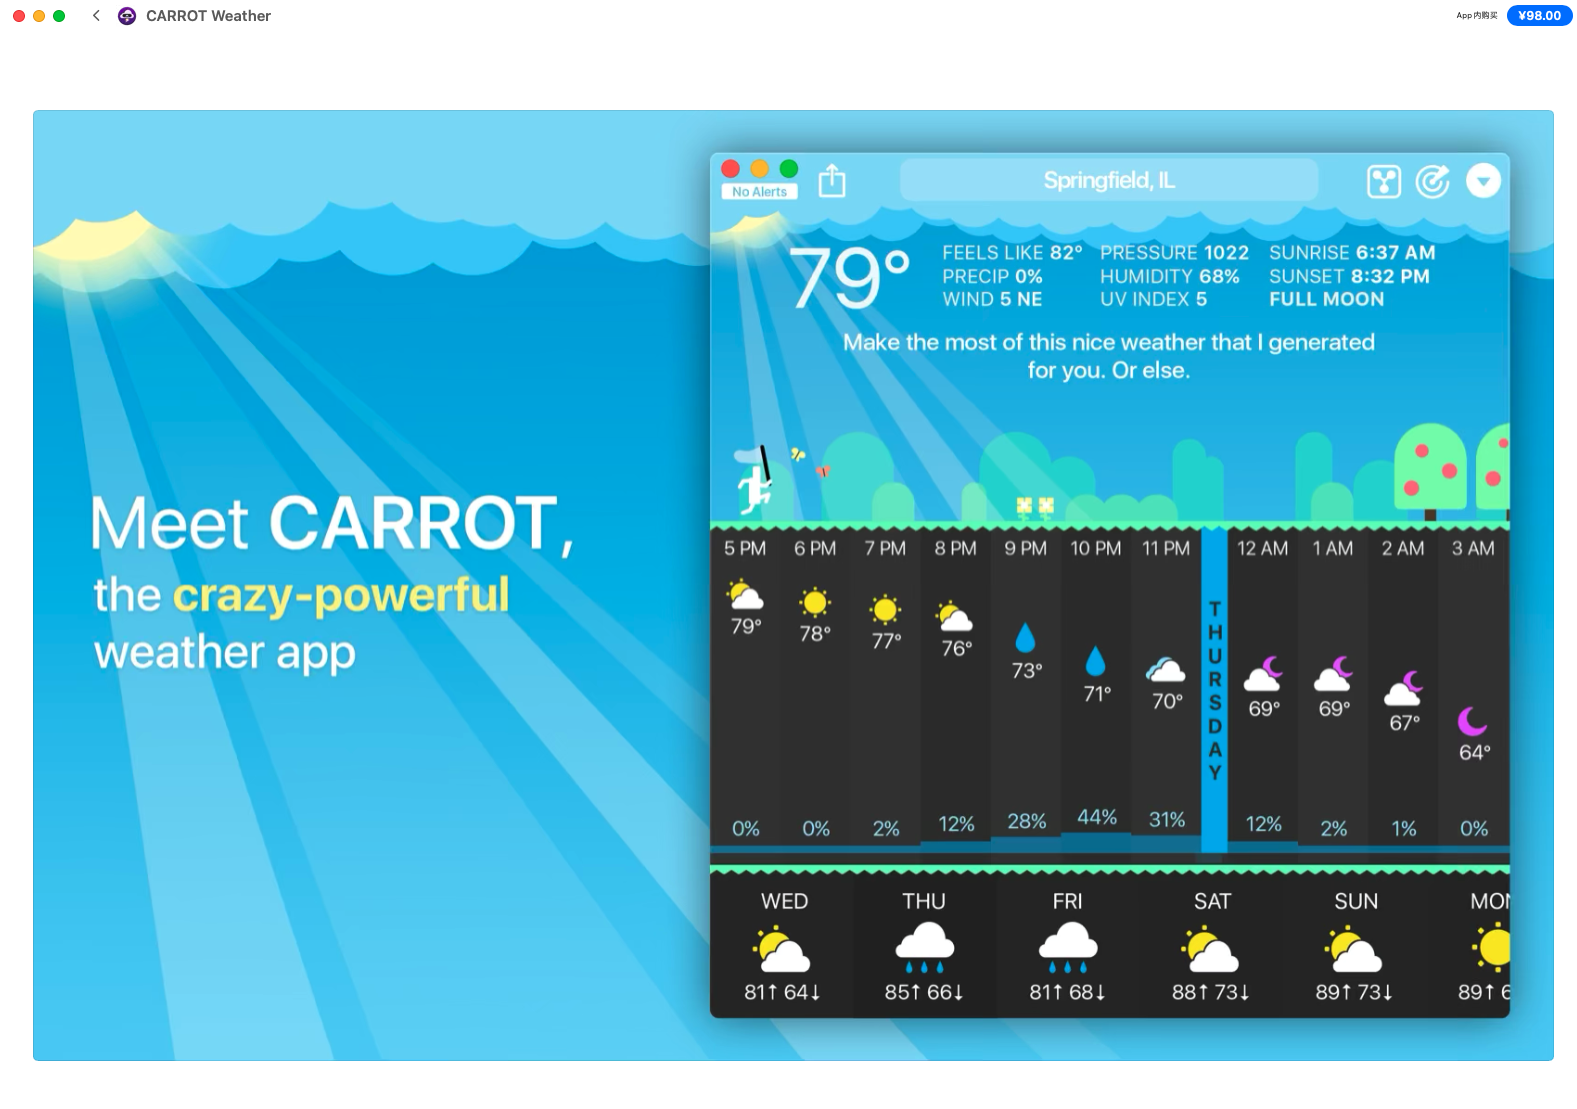 CARROT Weather
App 内购买
¥98.00
Meet CARROT,
the crazy-powerful
weather app
No Alerts
Springfield, IL
79°
FEELS LIKE 82° PRESSURE 1022 SUNRISE 6:37 AM
PRECIP 0% HUMIDITY 68% SUNSET 8:32 PM
WIND 5 NE UV INDEX 5 FULL MOON
Make the most of this nice weather that I generated
for you. Or else.
5 PM 6 PM 7 PM 8 PM 9 PM 10 PM 11 PM 12 AM 1 AM 2 AM 3 AM
79° 78° 77° 76° 73° 71° 70° 69° 69° 67° 64°
THURSDAY
0% 0% 2% 12% 28% 44% 31% 12% 2% 1% 0%
WED THU FRI SAT SUN MON
81↑ 64↓ 85↑ 66↓ 81↑ 68↓ 88↑ 73↓ 89↑ 73↓ 89↑ 6